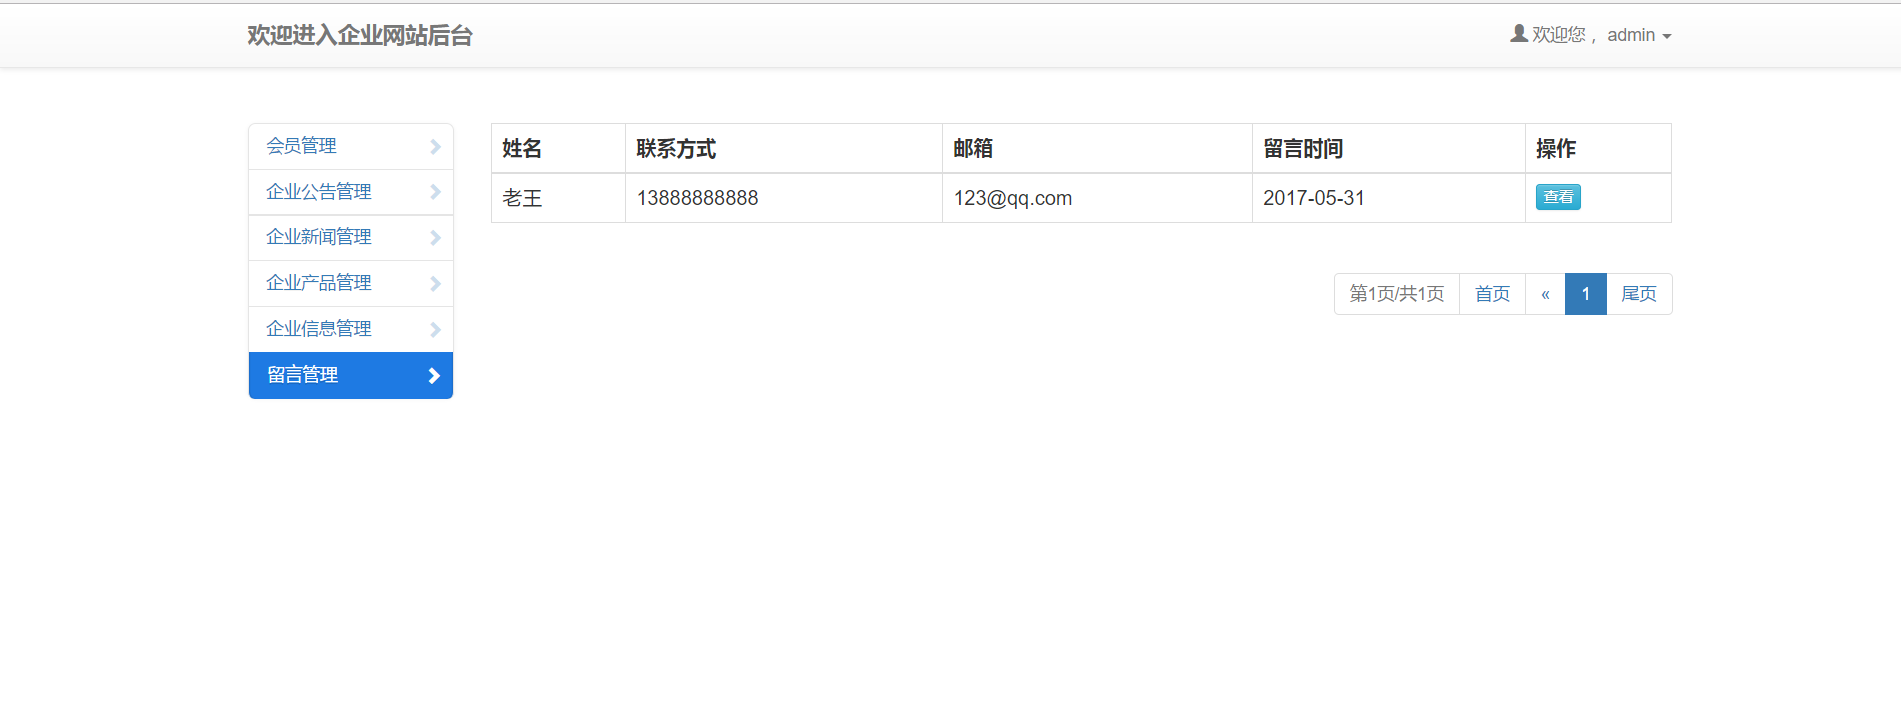 欢迎进入企业网站后台
欢迎您， admin
会员管理
企业公告管理
企业新闻管理
企业产品管理
企业信息管理
留言管理
姓名 联系方式 邮箱 留言时间 操作
老王 13888888888 123@qq.com 2017-05-31 查看
第1页/共1页 首页 « 1 尾页